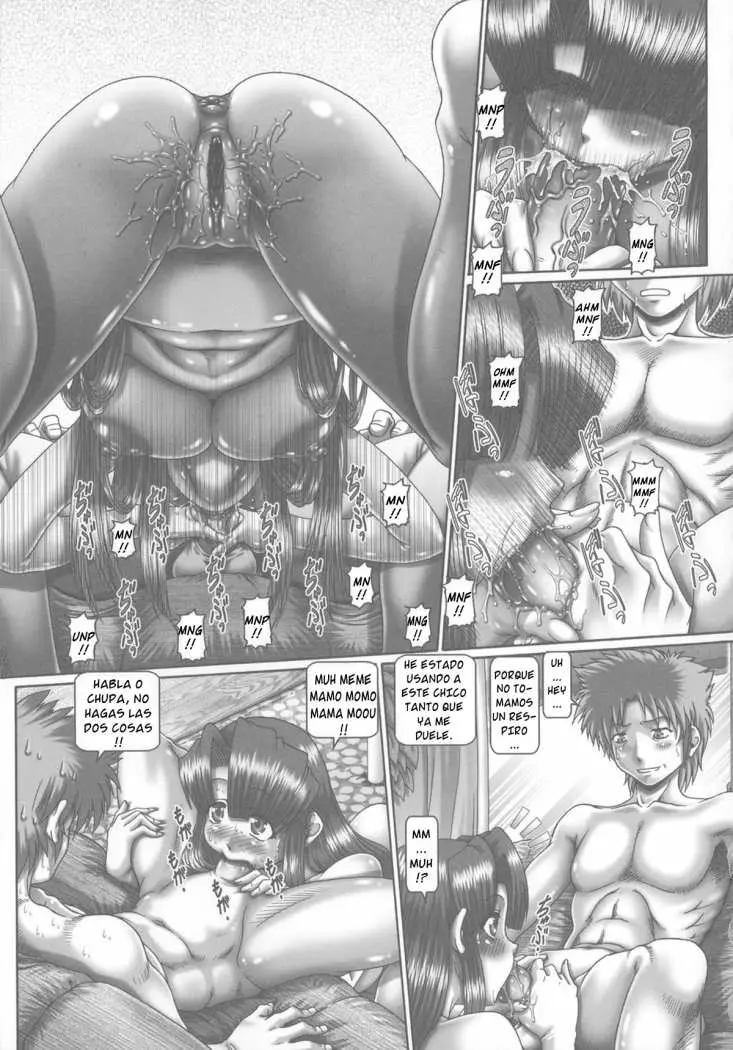 MNP
!!
MNG
!!
MNF
!!
AHM
MNF
!!
OHM
MMF
!!
MMM
MMF
!!
MNF
!!
MN
!!
MN
!!
MN
!!
MNP
!!
MNG
!!
MNG
!!
UNP
!!
UH
...
HEY ...
PORQUE
NO TO-
MAMOS
UN RES-
PIRO
...
HE ESTADO
USANDO A
ESTE CHICO
TANTO QUE
YA ME
DUELE.
MM
...
MUH
!?
MUH MEME
MAMO MOMO
MAMA MOOU
!!
HABLA O
CHUPA, NO
HAGAS LAS
DOS COSAS
!!